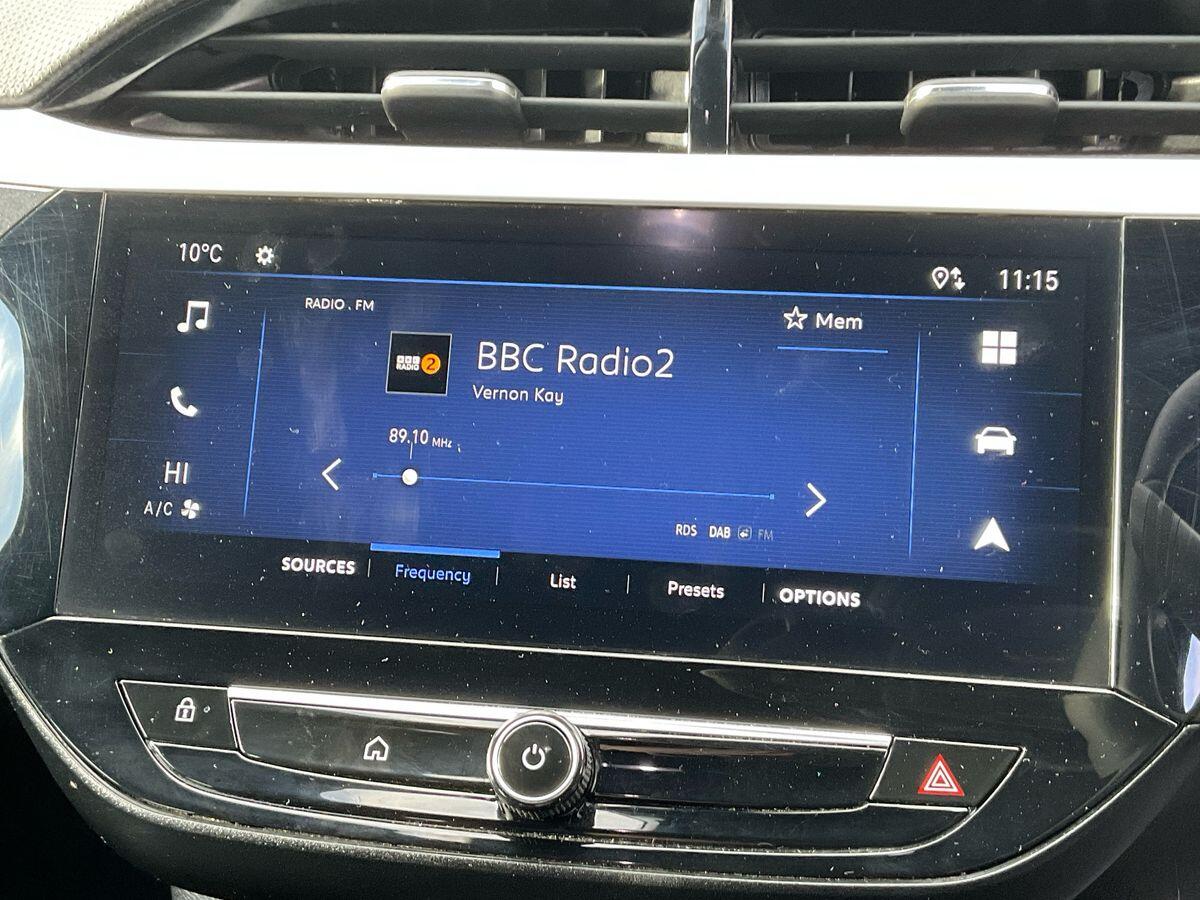 10°C
11:15
RADIO . FM
Mem
BBC RADIO 2
BBC Radio2
Vernon Kay
89.10 MHz
HI
A/C
RDS DAB FM
SOURCES Frequency List Presets OPTIONS